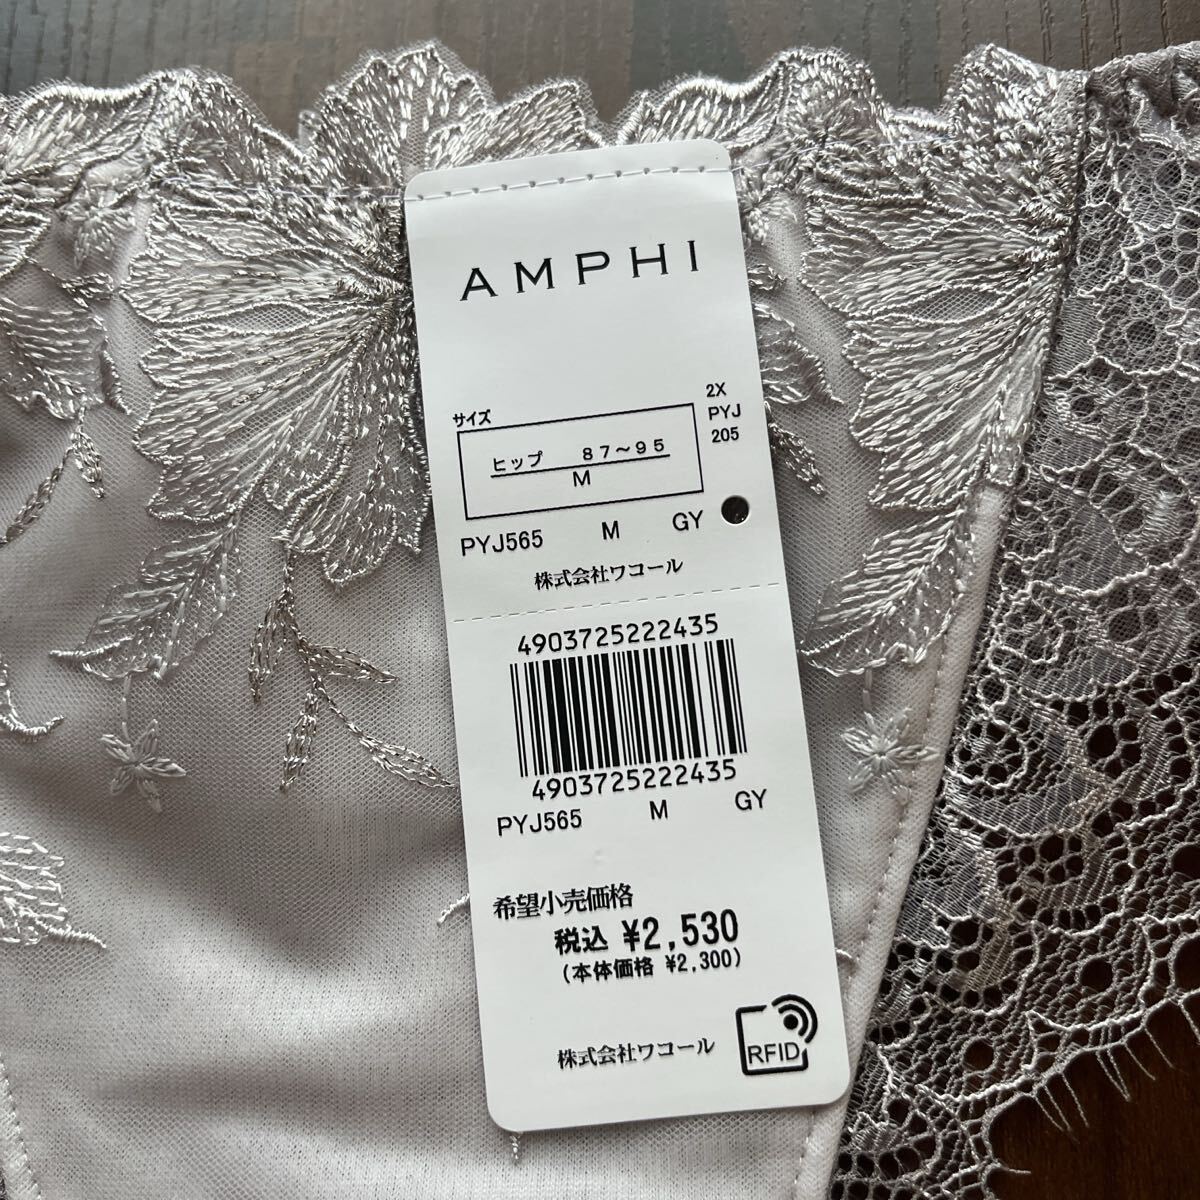 AMPHI
サイズ
ヒップ 87～95
M
2X
PYJ
205
PYJ565 M GY
株式会社ワコール
4903725222435
4903725222435
PYJ565 M GY
希望小売価格
税込 ¥2,530
(本体価格 ¥2,300)
株式会社ワコール
RFID